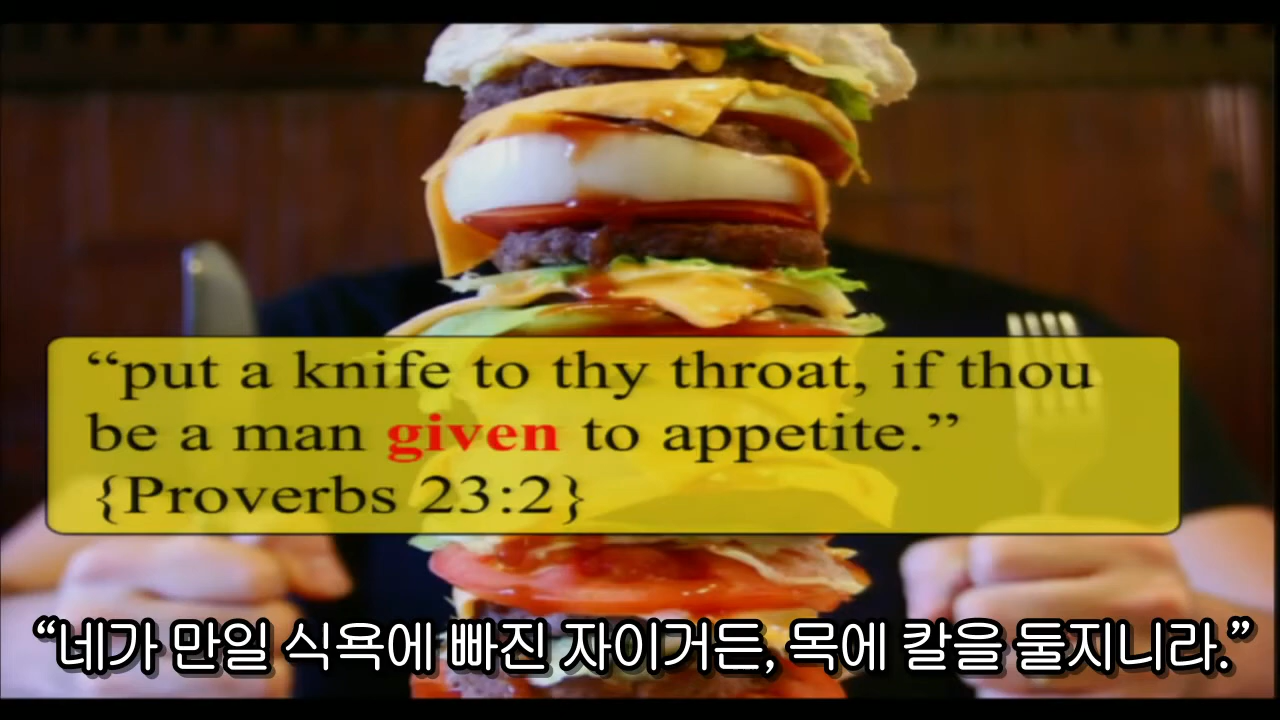 “put a knife to thy throat, if thou
be a man given to appetite.”
{Proverbs 23:2}
“네가 만일 식욕에 빠진 자이거든, 목에 칼을 둘지니라.”